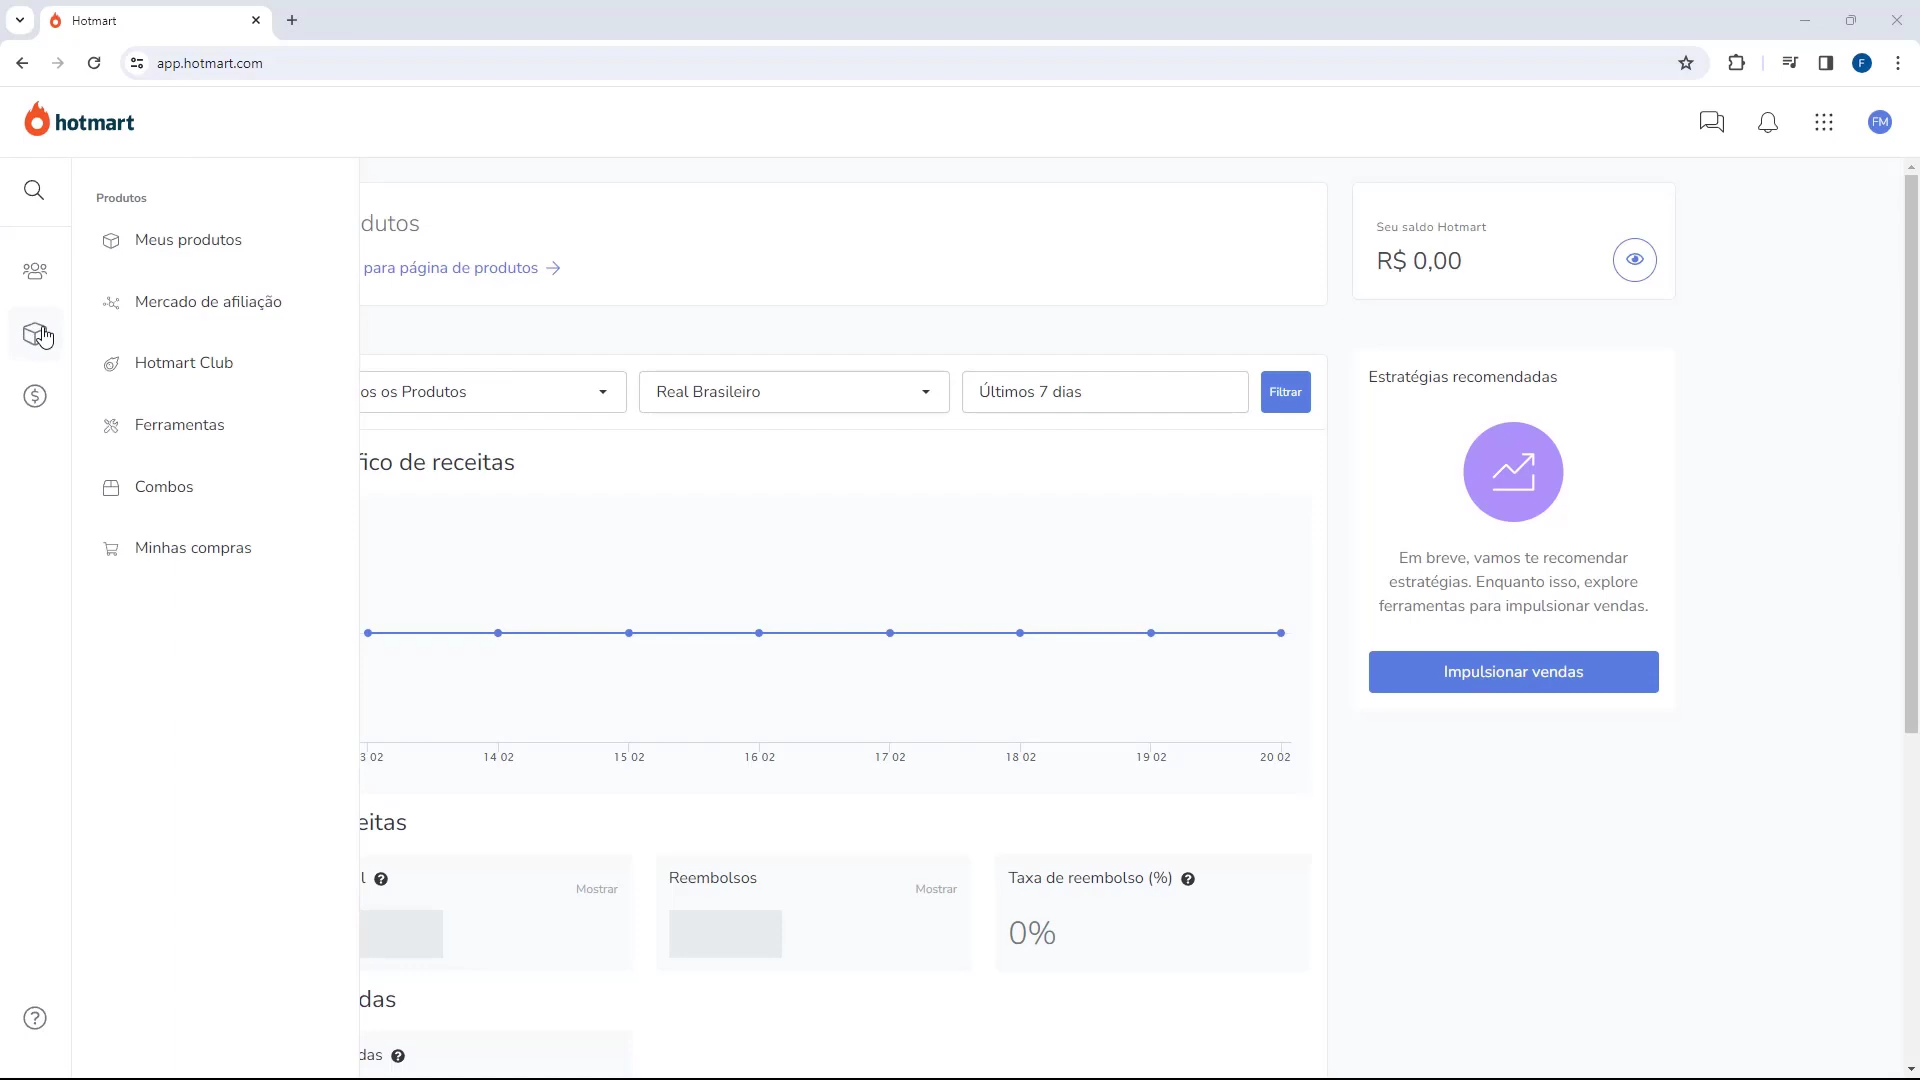 Hotmart
app.hotmart.com
F
hotmart
FM
Produtos
Meus produtos
Mercado de afiliação
Hotmart Club
Ferramentas
Combos
Minhas compras
dutos
para página de produtos
os os Produtos
Real Brasileiro
Últimos 7 dias
Filtrar
fico de receitas
3 02
14 02
15 02
16 02
17 02
18 02
19 02
20 02
eitas
l
Mostrar
Reembolsos
Mostrar
Taxa de reembolso (%)
0%
das
das
Seu saldo Hotmart
R$ 0,00
Estratégias recomendadas
Em breve, vamos te recomendar
estratégias. Enquanto isso, explore
ferramentas para impulsionar vendas.
Impulsionar vendas